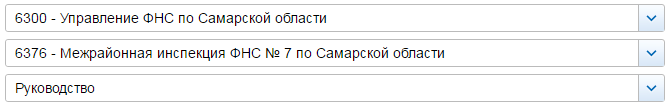 6300 - Управление ФНС по Самарской области
6376 - Межрайонная инспекция ФНС № 7 по Самарской области
Руководство